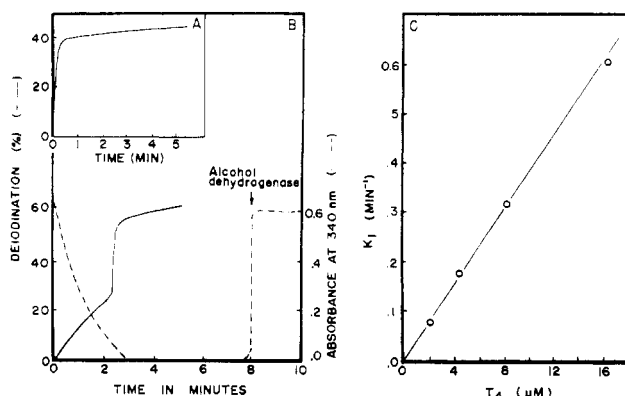 A
B
C
DEIODINATION (%) (——)
40
20
0
0 1 2 3 4 5
TIME (MIN)
Alcohol
dehydrogenase
60
40
20
0
0 2 4 6 8 10
TIME IN MINUTES
0.6
.4
.2
.0
ABSORBANCE AT 340 nm (
K1 (MIN⁻¹)
0.6
.4
.2
.1
.0
0 4 8 12 16
T4 (μM)